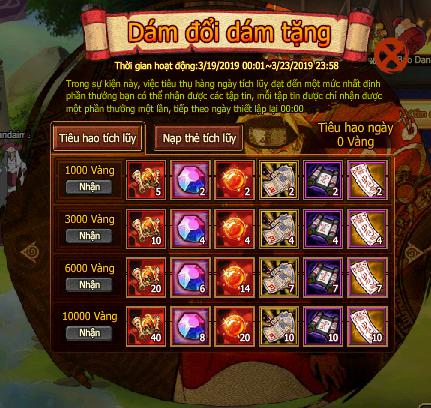 Dám đổi dám tặng
Thời gian hoạt động:3/19/2019 00:01~3/23/2019 23:58
Trong sự kiện này, việc tiêu thụ hàng ngày tích lũy đạt đến một mức nhất định
phần thưởng bạn có thể nhận được các tập tin, mỗi tập tin được chỉ nhận được
một phần thưởng một lần, tiếp theo ngày thiết lập lại 00:00
Tiêu hao tích lũy
Nạp thẻ tích lũy
Tiêu hao ngày
0 Vàng
1000 Vàng
Nhận
5 2 2 2 2 2
3000 Vàng
Nhận
10 4 4 4 4 4
6000 Vàng
Nhận
20 6 14 7 7 7
10000 Vàng
Nhận
40 8 20 10 10 10